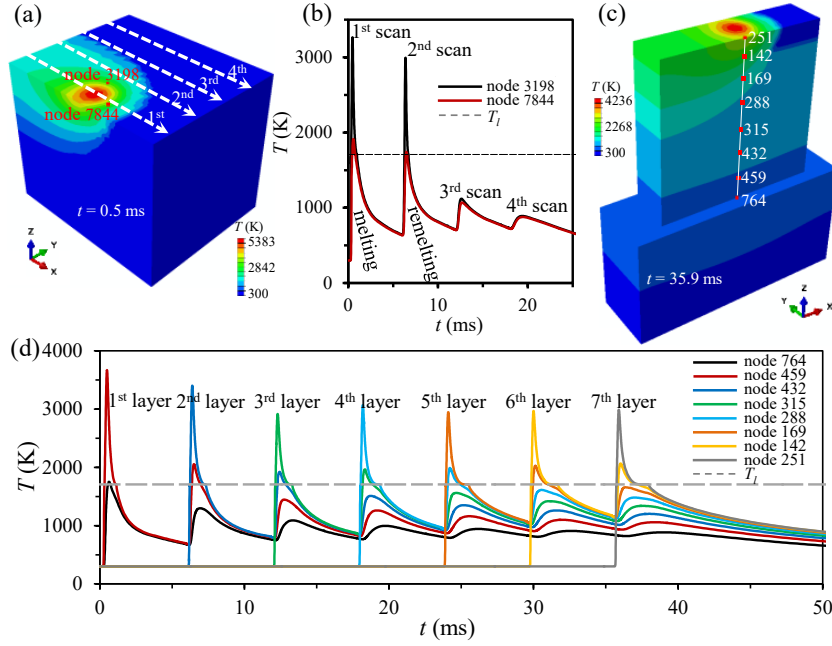 (a)
node 3198
node 7844
1st
2nd
3rd
4th
t = 0.5 ms
T (K)
5383
2842
300
Z
Y
X
(b)
1st scan
2nd scan
3rd scan
4th scan
node 3198
node 7844
Tl
melting
remelting
T (K)
3000
2000
1000
0
0
10
20
t (ms)
(c)
251
142
169
288
315
432
459
764
T (K)
4236
2268
300
t = 35.9 ms
Z
Y
X
(d)
1st layer
2nd layer
3rd layer
4th layer
5th layer
6th layer
7th layer
node 764
node 459
node 432
node 315
node 288
node 169
node 142
node 251
Tl
T (K)
4000
3000
2000
1000
0
0
10
20
30
40
50
t (ms)